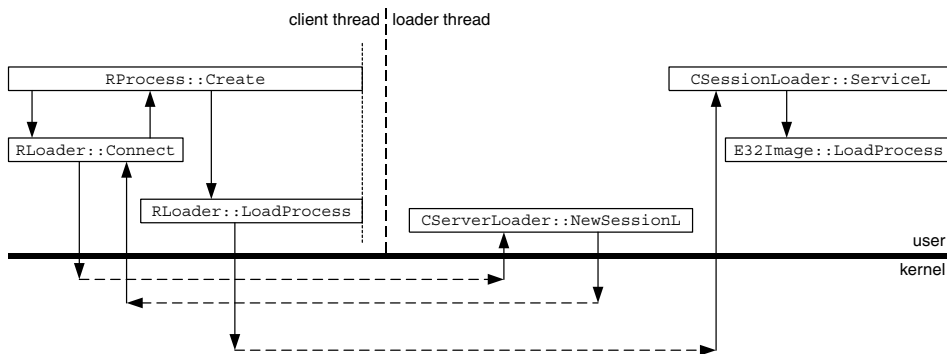 client thread
loader thread
RProcess::Create
CSessionLoader::ServiceL
RLoader::Connect
E32Image::LoadProcess
RLoader::LoadProcess
CServerLoader::NewSessionL
user
kernel